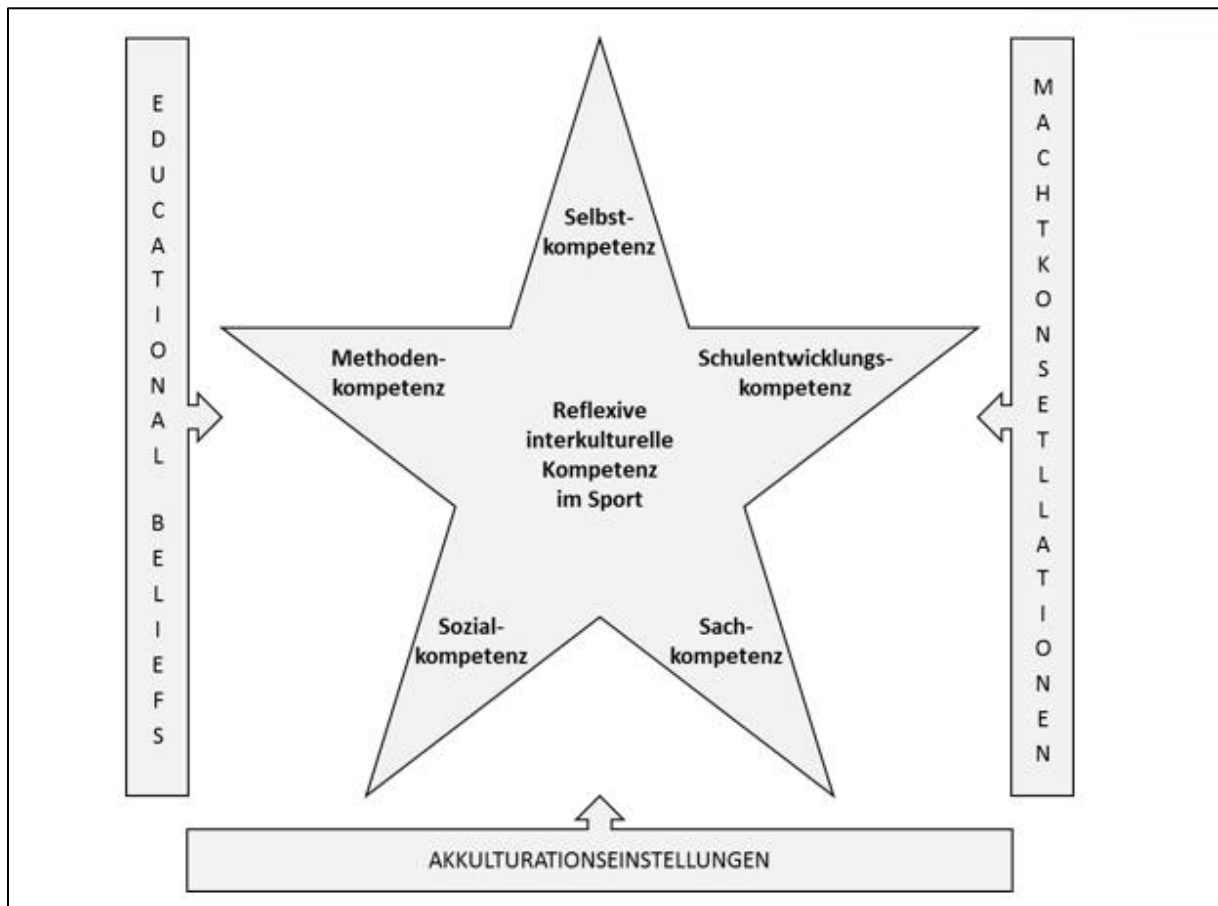 EDUCATIONAL BELIEFS
Selbst-
kompetenz
Methoden-
kompetenz
Schulentwicklungs-
kompetenz
Reflexive
interkulturelle
Kompetenz
im Sport
Sozial-
kompetenz
Sach-
kompetenz
MACHTKONSETLLATIONEN
AKKULTURATIONSEINSTELLUNGEN